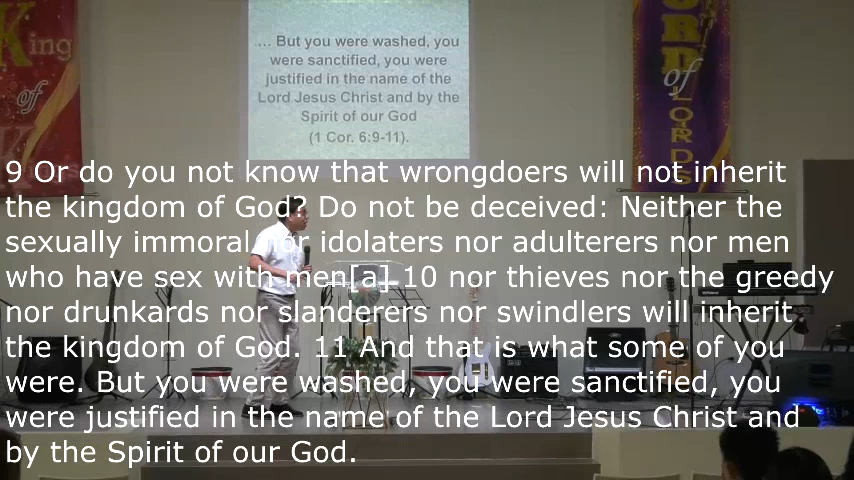 King
of
K
LORD
of
LORDS
... But you were washed, you
were sanctified, you were
justified in the name of the
Lord Jesus Christ and by the
Spirit of our God
(1 Cor. 6:9-11).
9 Or do you not know that wrongdoers will not inherit
the kingdom of God? Do not be deceived: Neither the
sexually immoral nor idolaters nor adulterers nor men
who have sex with men[a] 10 nor thieves nor the greedy
nor drunkards nor slanderers nor swindlers will inherit
the kingdom of God. 11 And that is what some of you
were. But you were washed, you were sanctified, you
were justified in the name of the Lord Jesus Christ and
by the Spirit of our God.